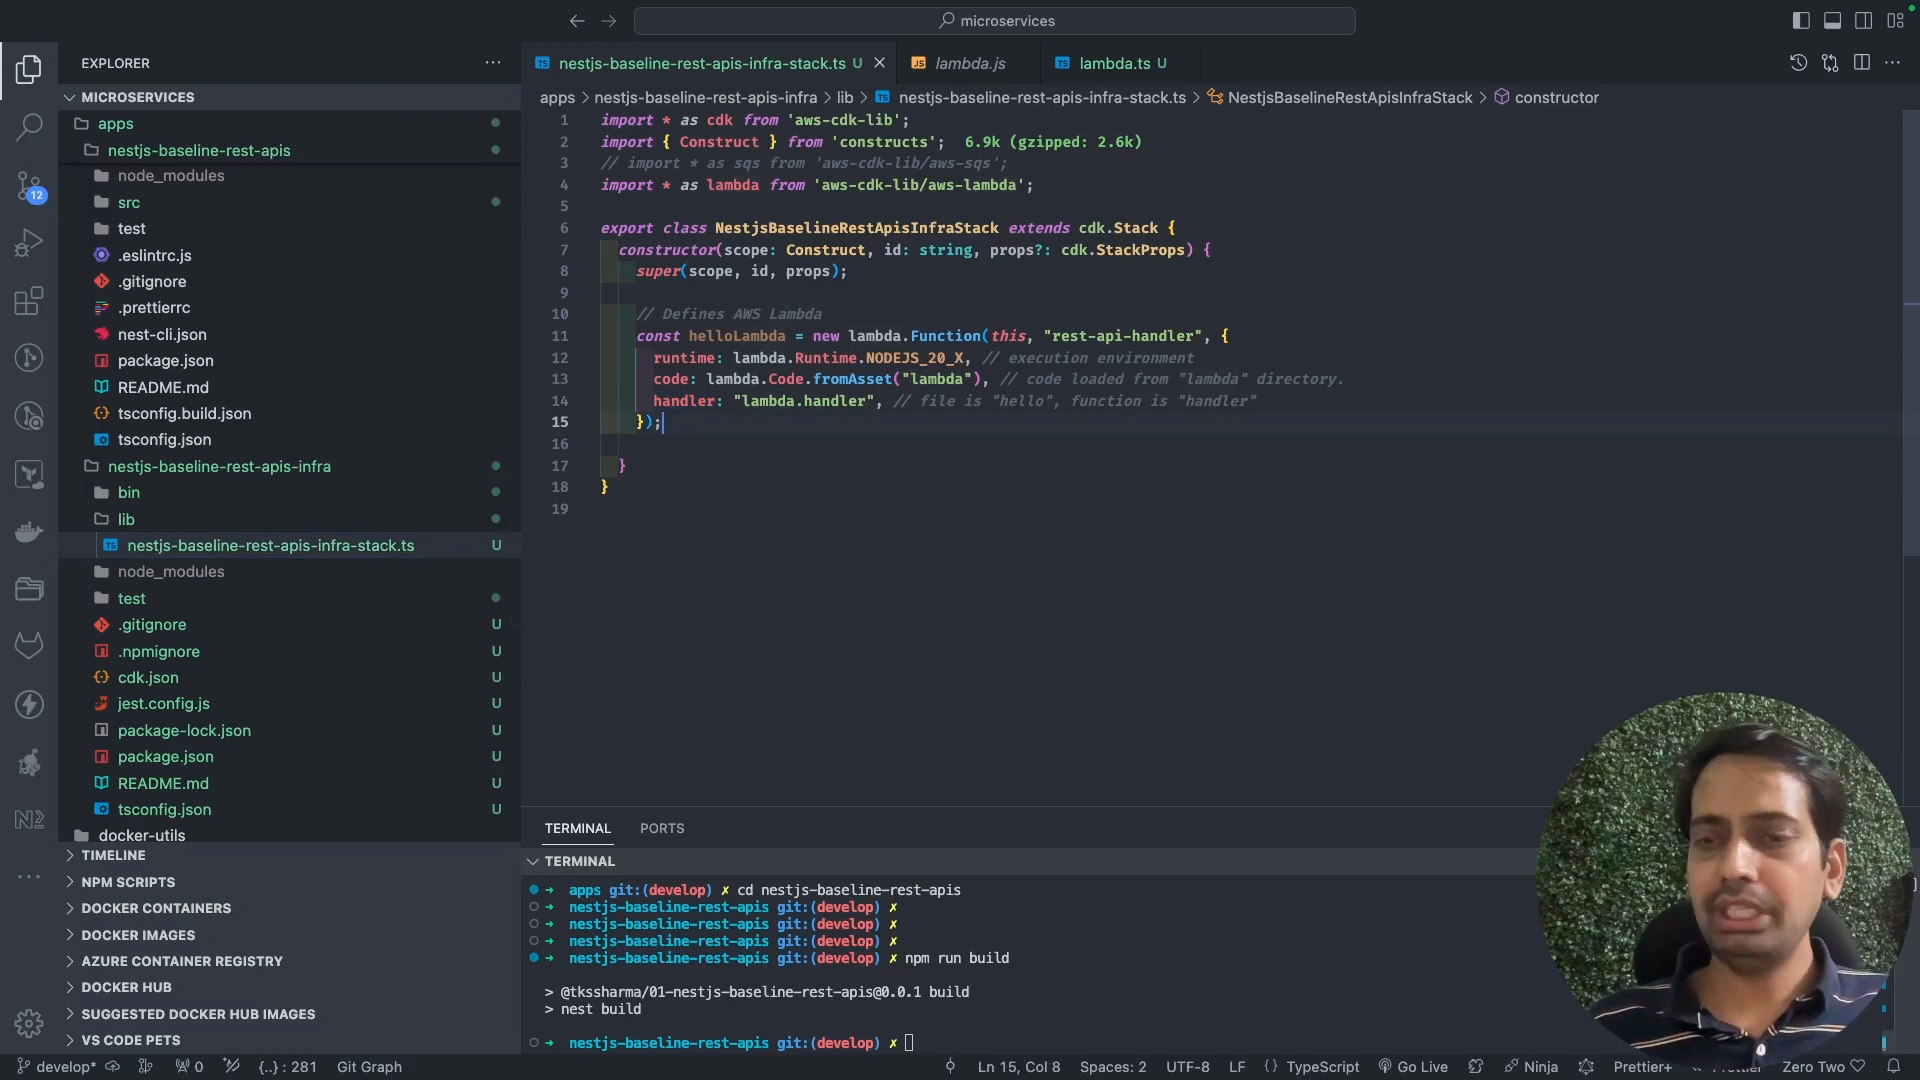 microservices
EXPLORER
nestjs-baseline-rest-apis-infra-stack.ts U
lambda.js
lambda.ts U
MICROSERVICES
apps
nestjs-baseline-rest-apis
node_modules
src
test
.eslintrc.js
.gitignore
.prettierrc
nest-cli.json
package.json
README.md
tsconfig.build.json
tsconfig.json
nestjs-baseline-rest-apis-infra
bin
lib
nestjs-baseline-rest-apis-infra-stack.ts U
node_modules
test
.gitignore U
.npmignore U
cdk.json U
jest.config.js U
package-lock.json U
package.json U
README.md U
tsconfig.json U
docker-utils
TIMELINE
NPM SCRIPTS
DOCKER CONTAINERS
DOCKER IMAGES
AZURE CONTAINER REGISTRY
DOCKER HUB
SUGGESTED DOCKER HUB IMAGES
VS CODE PETS
12
apps > nestjs-baseline-rest-apis-infra > lib > nestjs-baseline-rest-apis-infra-stack.ts > NestjsBaselineRestApisInfraStack > constructor
1 import * as cdk from 'aws-cdk-lib';
2 import { Construct } from 'constructs'; 6.9k (gzipped: 2.6k)
3 // import * as sqs from 'aws-cdk-lib/aws-sqs';
4 import * as lambda from 'aws-cdk-lib/aws-lambda';
5
6 export class NestjsBaselineRestApisInfraStack extends cdk.Stack {
7 constructor(scope: Construct, id: string, props?: cdk.StackProps) {
8 super(scope, id, props);
9
10 // Defines AWS Lambda
11 const helloLambda = new lambda.Function(this, "rest-api-handler", {
12 runtime: lambda.Runtime.NODEJS_20_X, // execution environment
13 code: lambda.Code.fromAsset("lambda"), // code loaded from "lambda" directory.
14 handler: "lambda.handler", // file is "hello", function is "handler"
15 });
16
17 }
18 }
19
TERMINAL PORTS
TERMINAL
➜ apps git:(develop) ✗ cd nestjs-baseline-rest-apis
➜ nestjs-baseline-rest-apis git:(develop) ✗
➜ nestjs-baseline-rest-apis git:(develop) ✗
➜ nestjs-baseline-rest-apis git:(develop) ✗
➜ nestjs-baseline-rest-apis git:(develop) ✗ npm run build
> @tkssharma/01-nestjs-baseline-rest-apis@0.0.1 build
> nest build
➜ nestjs-baseline-rest-apis git:(develop) ✗
develop* 0 {..} : 281 Git Graph Ln 15, Col 8 Spaces: 2 UTF-8 LF {} TypeScript Go Live Ninja Prettier+ Prettier Zero Two